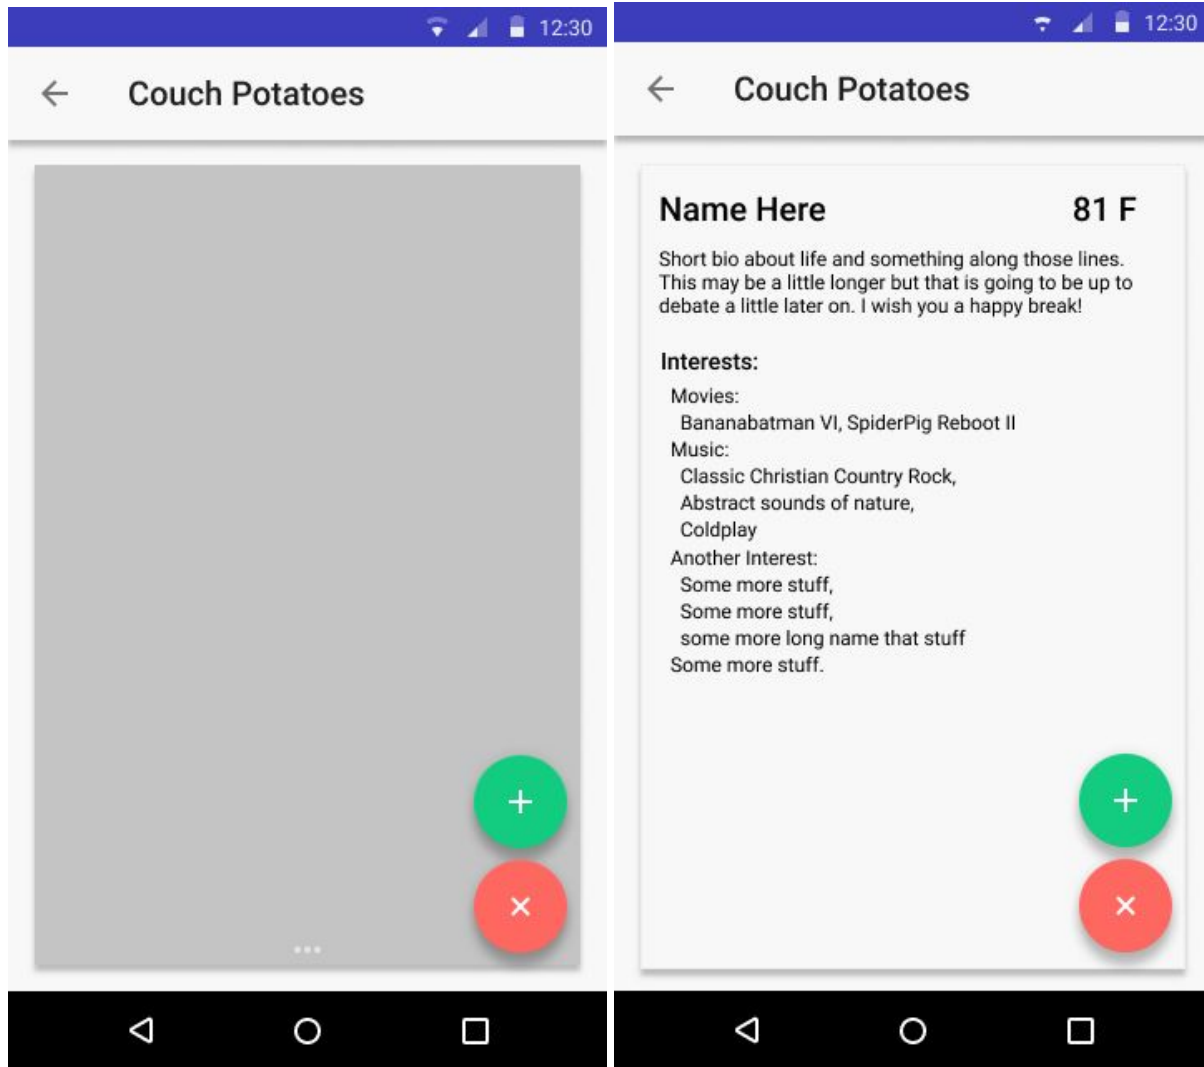 12:30
Couch Potatoes
12:30
Couch Potatoes
Name Here 81 F
Short bio about life and something along those lines.
This may be a little longer but that is going to be up to
debate a little later on. I wish you a happy break!
Interests:
Movies:
Bananabatman VI, SpiderPig Reboot II
Music:
Classic Christian Country Rock,
Abstract sounds of nature,
Coldplay
Another Interest:
Some more stuff,
Some more stuff,
some more long name that stuff
Some more stuff.